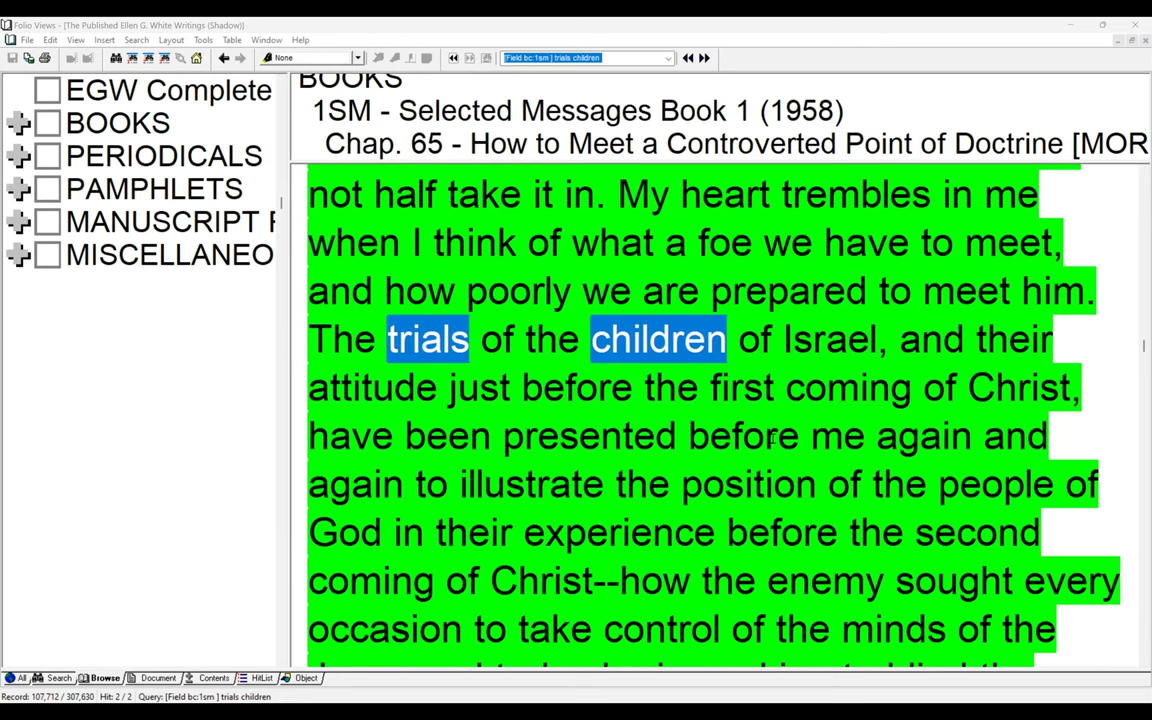 Folio Views - [The Published Ellen G. White Writings (Shadow)]
File Edit View Insert Search Layout Tools Table Window Help
None
[Field bc:1sm ] trials children
EGW Complete
BOOKS
PERIODICALS
PAMPHLETS
MANUSCRIPT
MISCELLANEO
BOOKS
1SM - Selected Messages Book 1 (1958)
Chap. 65 - How to Meet a Controverted Point of Doctrine [MOR
not half take it in. My heart trembles in me
when I think of what a foe we have to meet,
and how poorly we are prepared to meet him.
The trials of the children of Israel, and their
attitude just before the first coming of Christ,
have been presented before me again and
again to illustrate the position of the people of
God in their experience before the second
coming of Christ--how the enemy sought every
occasion to take control of the minds of the
All Search Browse Document Contents HitList Object
Record: 107,712 / 307,630 Hit: 2 / 2 Query: [Field bc:1sm ] trials children